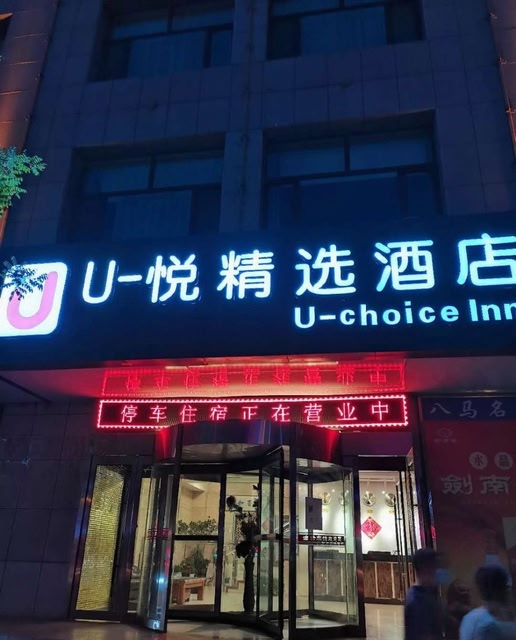 U U-悦精选酒店
U-choice Inn
停车住宿正在营业中
八马名
剑南